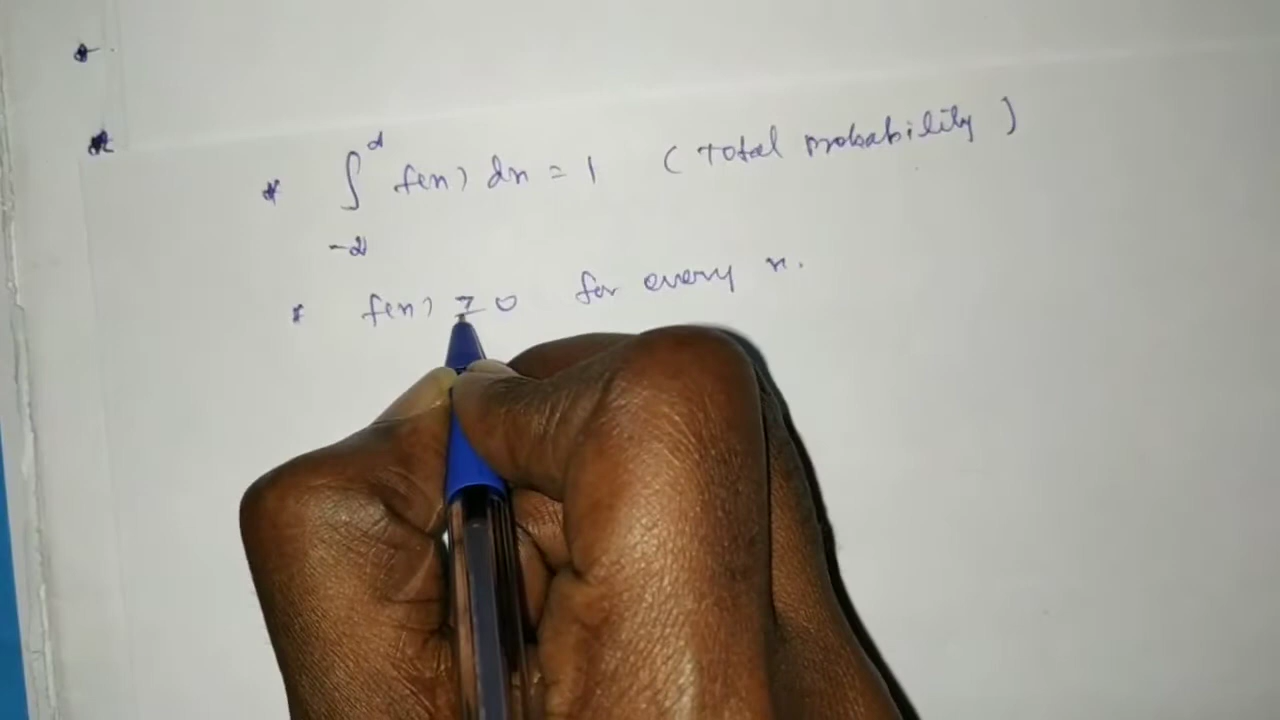 * ∫_{-∞}^{∞} f(x) dx = 1 (Total probability)
* f(x) ≥ 0 for every x.